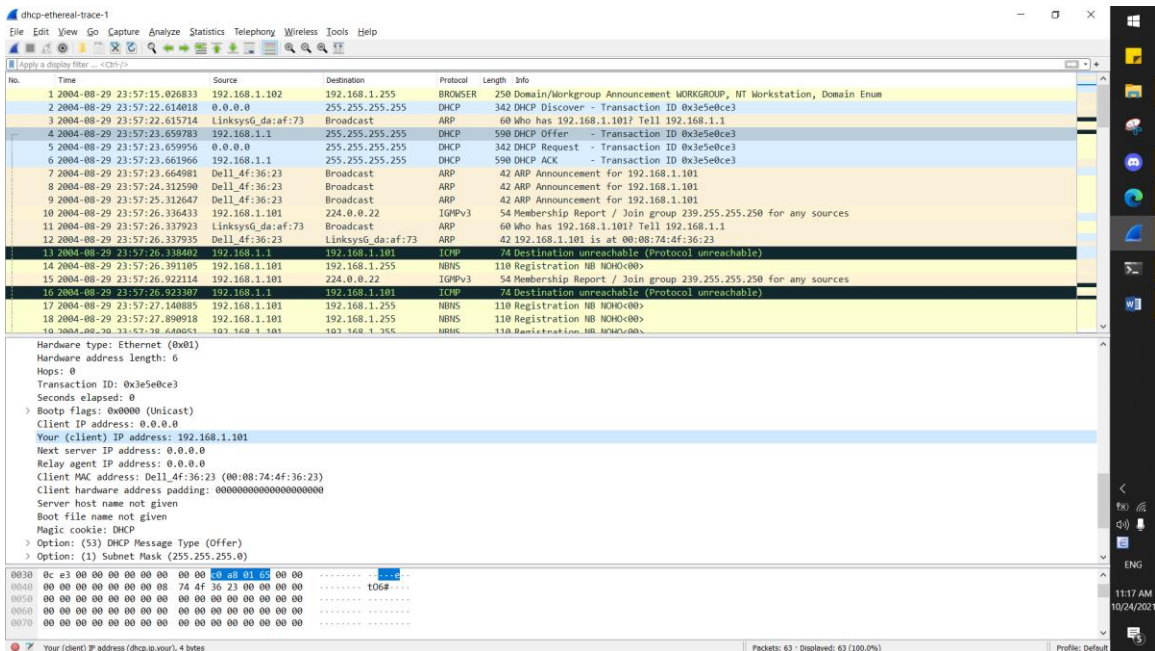 dhcp-ethereal-trace-1
File Edit View Go Capture Analyze Statistics Telephony Wireless Tools Help
Apply a display filter ... <Ctrl-/>
No. Time Source Destination Protocol Length Info
1 2004-08-29 23:57:15.026833 192.168.1.102 192.168.1.255 BROWSER 250 Domain/Workgroup Announcement WORKGROUP, NT Workstation, Domain Enum
2 2004-08-29 23:57:22.614018 0.0.0.0 255.255.255.255 DHCP 342 DHCP Discover - Transaction ID 0x3e5e0ce3
3 2004-08-29 23:57:22.615714 LinksysG_da:af:73 Broadcast ARP 60 Who has 192.168.1.101? Tell 192.168.1.1
4 2004-08-29 23:57:23.659783 192.168.1.1 255.255.255.255 DHCP 590 DHCP Offer - Transaction ID 0x3e5e0ce3
5 2004-08-29 23:57:23.659956 0.0.0.0 255.255.255.255 DHCP 342 DHCP Request - Transaction ID 0x3e5e0ce3
6 2004-08-29 23:57:23.661966 192.168.1.1 255.255.255.255 DHCP 590 DHCP ACK - Transaction ID 0x3e5e0ce3
7 2004-08-29 23:57:23.664981 Dell_4f:36:23 Broadcast ARP 42 ARP Announcement for 192.168.1.101
8 2004-08-29 23:57:24.312590 Dell_4f:36:23 Broadcast ARP 42 ARP Announcement for 192.168.1.101
9 2004-08-29 23:57:25.312647 Dell_4f:36:23 Broadcast ARP 42 ARP Announcement for 192.168.1.101
10 2004-08-29 23:57:26.336433 192.168.1.101 224.0.0.22 IGMPv3 54 Membership Report / Join group 239.255.255.250 for any sources
11 2004-08-29 23:57:26.337923 LinksysG_da:af:73 Broadcast ARP 60 Who has 192.168.1.101? Tell 192.168.1.1
12 2004-08-29 23:57:26.337935 Dell_4f:36:23 LinksysG_da:af:73 ARP 42 192.168.1.101 is at 00:08:74:4f:36:23
13 2004-08-29 23:57:26.338402 192.168.1.1 192.168.1.101 ICMP 74 Destination unreachable (Protocol unreachable)
14 2004-08-29 23:57:26.391105 192.168.1.101 192.168.1.255 NBNS 110 Registration NB NOHO<00>
15 2004-08-29 23:57:26.922114 192.168.1.101 224.0.0.22 IGMPv3 54 Membership Report / Join group 239.255.255.250 for any sources
16 2004-08-29 23:57:26.923307 192.168.1.1 192.168.1.101 ICMP 74 Destination unreachable (Protocol unreachable)
17 2004-08-29 23:57:27.140885 192.168.1.101 192.168.1.255 NBNS 110 Registration NB NOHO<00>
18 2004-08-29 23:57:27.890918 192.168.1.101 192.168.1.255 NBNS 110 Registration NB NOHO<00>
19 2004-08-29 23:57:28.640951 192.168.1.101 192.168.1.255 NBNS 110 Registration NB NOHO<00>
Hardware type: Ethernet (0x01)
Hardware address length: 6
Hops: 0
Transaction ID: 0x3e5e0ce3
Seconds elapsed: 0
> Bootp flags: 0x0000 (Unicast)
Client IP address: 0.0.0.0
Your (client) IP address: 192.168.1.101
Next server IP address: 0.0.0.0
Relay agent IP address: 0.0.0.0
Client MAC address: Dell_4f:36:23 (00:08:74:4f:36:23)
Client hardware address padding: 00000000000000000000
Server host name not given
Boot file name not given
Magic cookie: DHCP
> Option: (53) DHCP Message Type (Offer)
> Option: (1) Subnet Mask (255.255.255.0)
0030 0c e3 00 00 00 00 00 00 00 00 c0 a8 01 65 00 00 ········ ·····e··
0040 00 00 00 00 00 00 00 08 74 4f 36 23 00 00 00 00 ········ tO6#····
0050 00 00 00 00 00 00 00 00 00 00 00 00 00 00 00 00 ········ ········
0060 00 00 00 00 00 00 00 00 00 00 00 00 00 00 00 00 ········ ········
0070 00 00 00 00 00 00 00 00 00 00 00 00 00 00 00 00 ········ ········
Your (client) IP address (dhcp.ip.your), 4 bytes
Packets: 63 · Displayed: 63 (100.0%)
Profile: Default
ENG
11:17 AM
10/24/2021